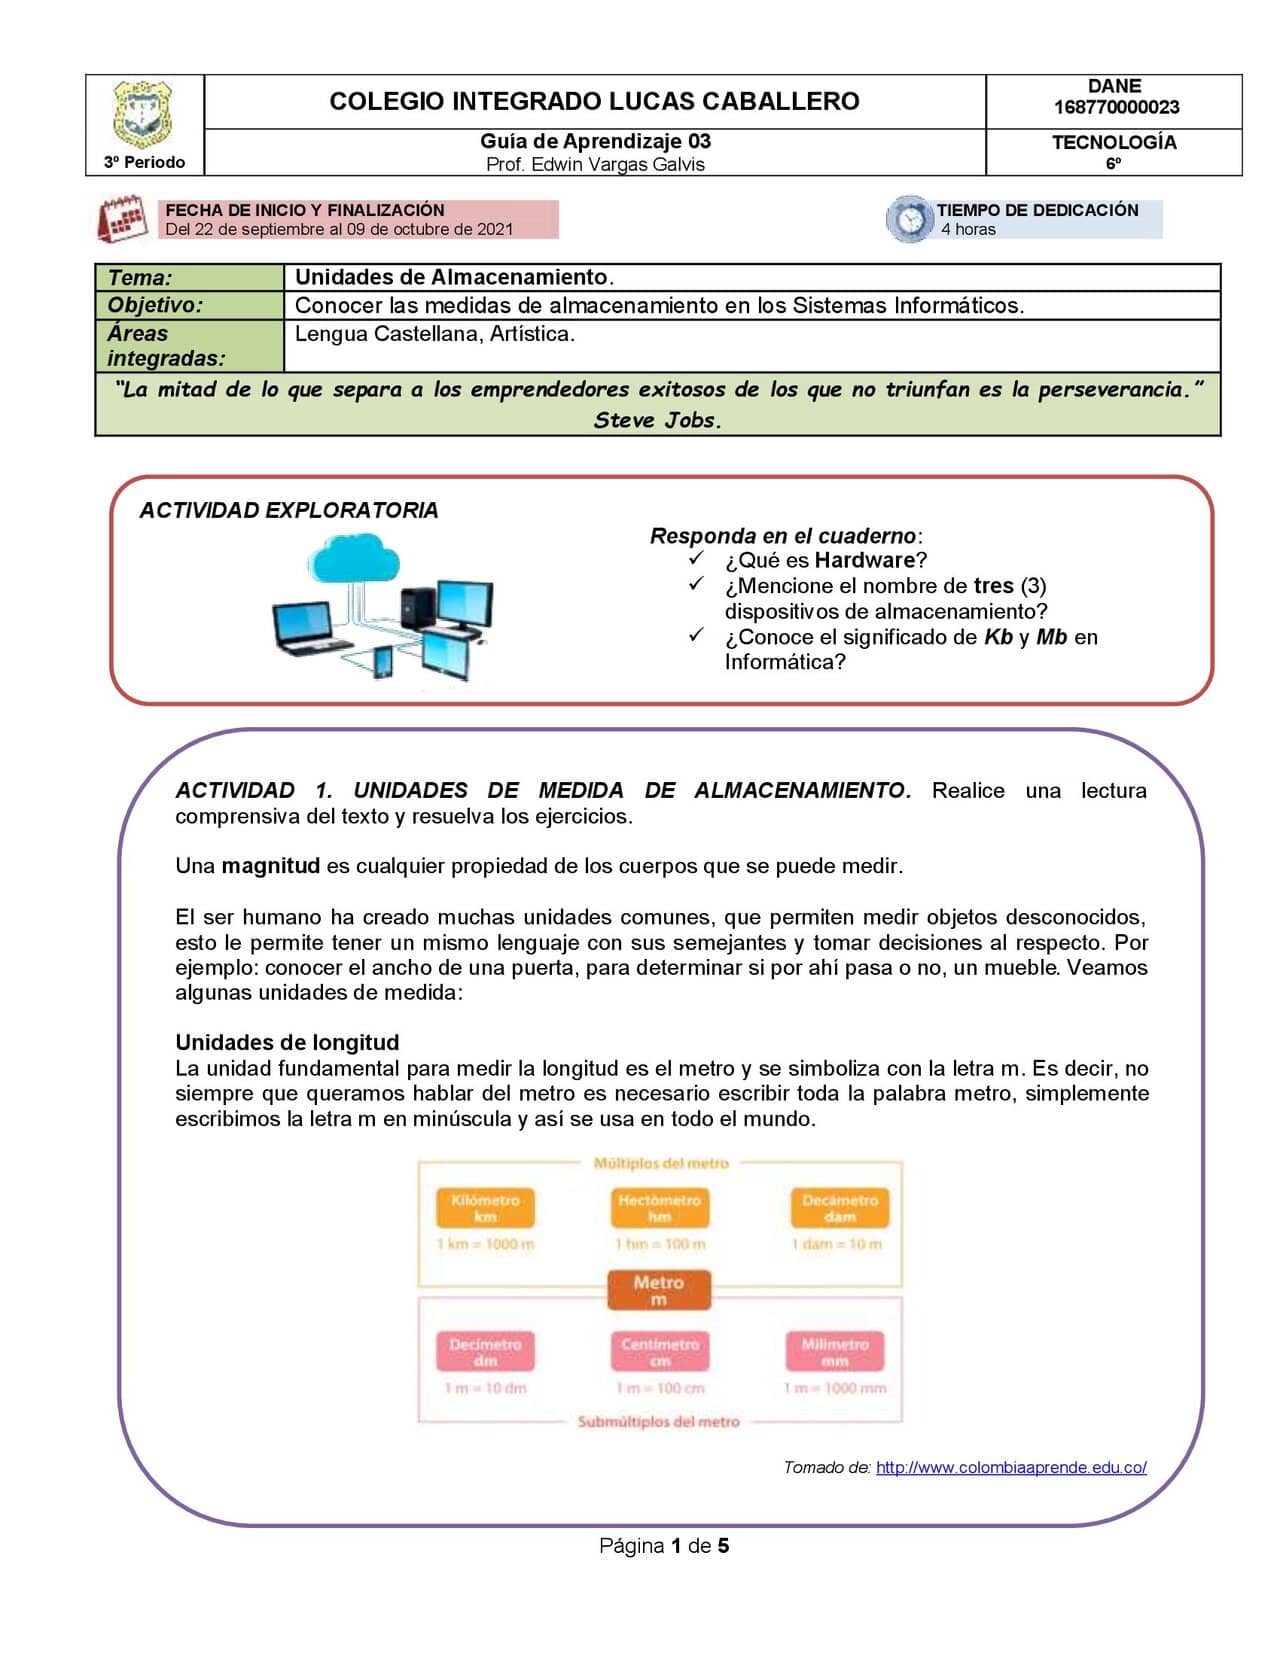 COLEGIO INTEGRADO LUCAS CABALLERO
DANE
168770000023
3º Periodo
Guía de Aprendizaje 03
Prof. Edwin Vargas Galvis
TECNOLOGÍA
6º
FECHA DE INICIO Y FINALIZACIÓN
Del 22 de septiembre al 09 de octubre de 2021
TIEMPO DE DEDICACIÓN
4 horas
Tema: Unidades de Almacenamiento.
Objetivo: Conocer las medidas de almacenamiento en los Sistemas Informáticos.
Áreas integradas: Lengua Castellana, Artística.
“La mitad de lo que separa a los emprendedores exitosos de los que no triunfan es la perseverancia.”
Steve Jobs.
ACTIVIDAD EXPLORATORIA
Responda en el cuaderno:
✓ ¿Qué es Hardware?
✓ ¿Mencione el nombre de tres (3)
dispositivos de almacenamiento?
✓ ¿Conoce el significado de Kb y Mb en
Informática?
ACTIVIDAD 1. UNIDADES DE MEDIDA DE ALMACENAMIENTO. Realice una lectura
comprensiva del texto y resuelva los ejercicios.
Una magnitud es cualquier propiedad de los cuerpos que se puede medir.
El ser humano ha creado muchas unidades comunes, que permiten medir objetos desconocidos,
esto le permite tener un mismo lenguaje con sus semejantes y tomar decisiones al respecto. Por
ejemplo: conocer el ancho de una puerta, para determinar si por ahí pasa o no, un mueble. Veamos
algunas unidades de medida:
Unidades de longitud
La unidad fundamental para medir la longitud es el metro y se simboliza con la letra m. Es decir, no
siempre que queramos hablar del metro es necesario escribir toda la palabra metro, simplemente
escribimos la letra m en minúscula y así se usa en todo el mundo.
Múltiplos del metro
Kilómetro
km
Hectómetro
hm
Decámetro
dam
1 km = 1000 m
1 hm = 100 m
1 dam = 10 m
Metro
m
Decímetro
dm
Centímetro
cm
Milímetro
mm
1 m = 10 dm
1 m = 100 cm
1 m = 1000 mm
Submúltiplos del metro
Tomado de: http://www.colombiaaprende.edu.co/
Página 1 de 5